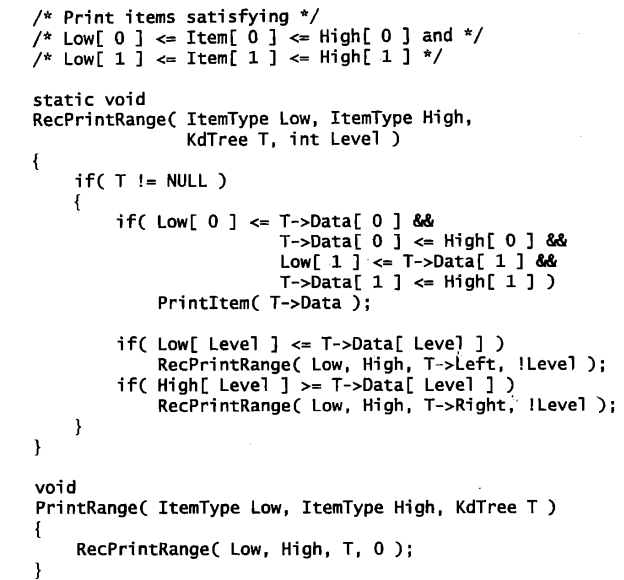 /* Print items satisfying */
/* Low[ 0 ] <= Item[ 0 ] <= High[ 0 ] and */
/* Low[ 1 ] <= Item[ 1 ] <= High[ 1 ] */
static void
RecPrintRange( ItemType Low, ItemType High,
KdTree T, int Level )
{
if( T != NULL )
{
if( Low[ 0 ] <= T->Data[ 0 ] &&
T->Data[ 0 ] <= High[ 0 ] &&
Low[ 1 ] <= T->Data[ 1 ] &&
T->Data[ 1 ] <= High[ 1 ] )
PrintItem( T->Data );
if( Low[ Level ] <= T->Data[ Level ] )
RecPrintRange( Low, High, T->Left, !Level );
if( High[ Level ] >= T->Data[ Level ] )
RecPrintRange( Low, High, T->Right, !Level );
}
}
void
PrintRange( ItemType Low, ItemType High, KdTree T )
{
RecPrintRange( Low, High, T, 0 );
}